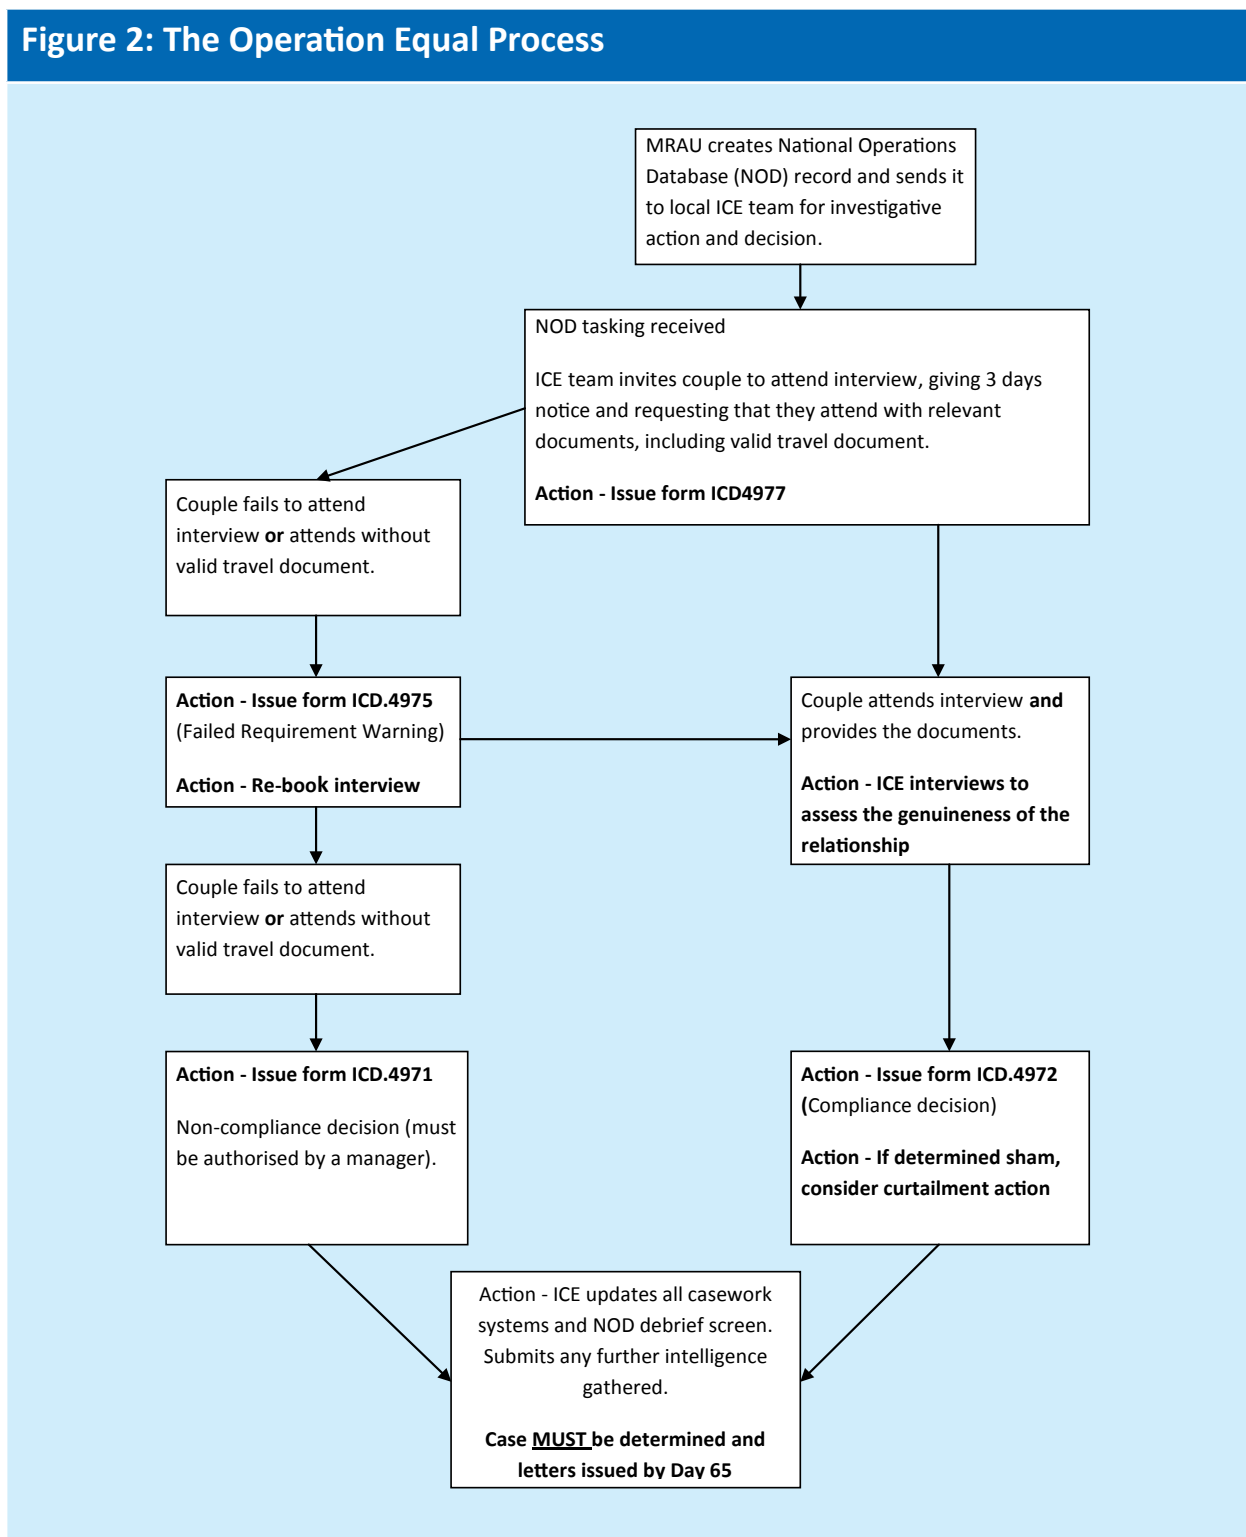 Figure 2: The Operation Equal Process
MRAU creates National Operations
Database (NOD) record and sends it
to local ICE team for investigative
action and decision.
NOD tasking received
ICE team invites couple to attend interview, giving 3 days
notice and requesting that they attend with relevant
documents, including valid travel document.
Action - Issue form ICD4977
Couple fails to attend
interview or attends without
valid travel document.
Action - Issue form ICD.4975
(Failed Requirement Warning)
Action - Re-book interview
Couple attends interview and
provides the documents.
Action - ICE interviews to
assess the genuineness of the
relationship
Couple fails to attend
interview or attends without
valid travel document.
Action - Issue form ICD.4971
Non-compliance decision (must
be authorised by a manager).
Action - Issue form ICD.4972
(Compliance decision)
Action - If determined sham,
consider curtailment action
Action - ICE updates all casework
systems and NOD debrief screen.
Submits any further intelligence
gathered.
Case MUST be determined and
letters issued by Day 65